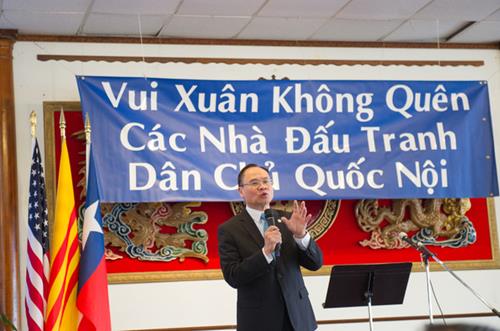 Vui Xuân Không Quên
Các Nhà Đấu Tranh
Dân Chủ Quốc Nội